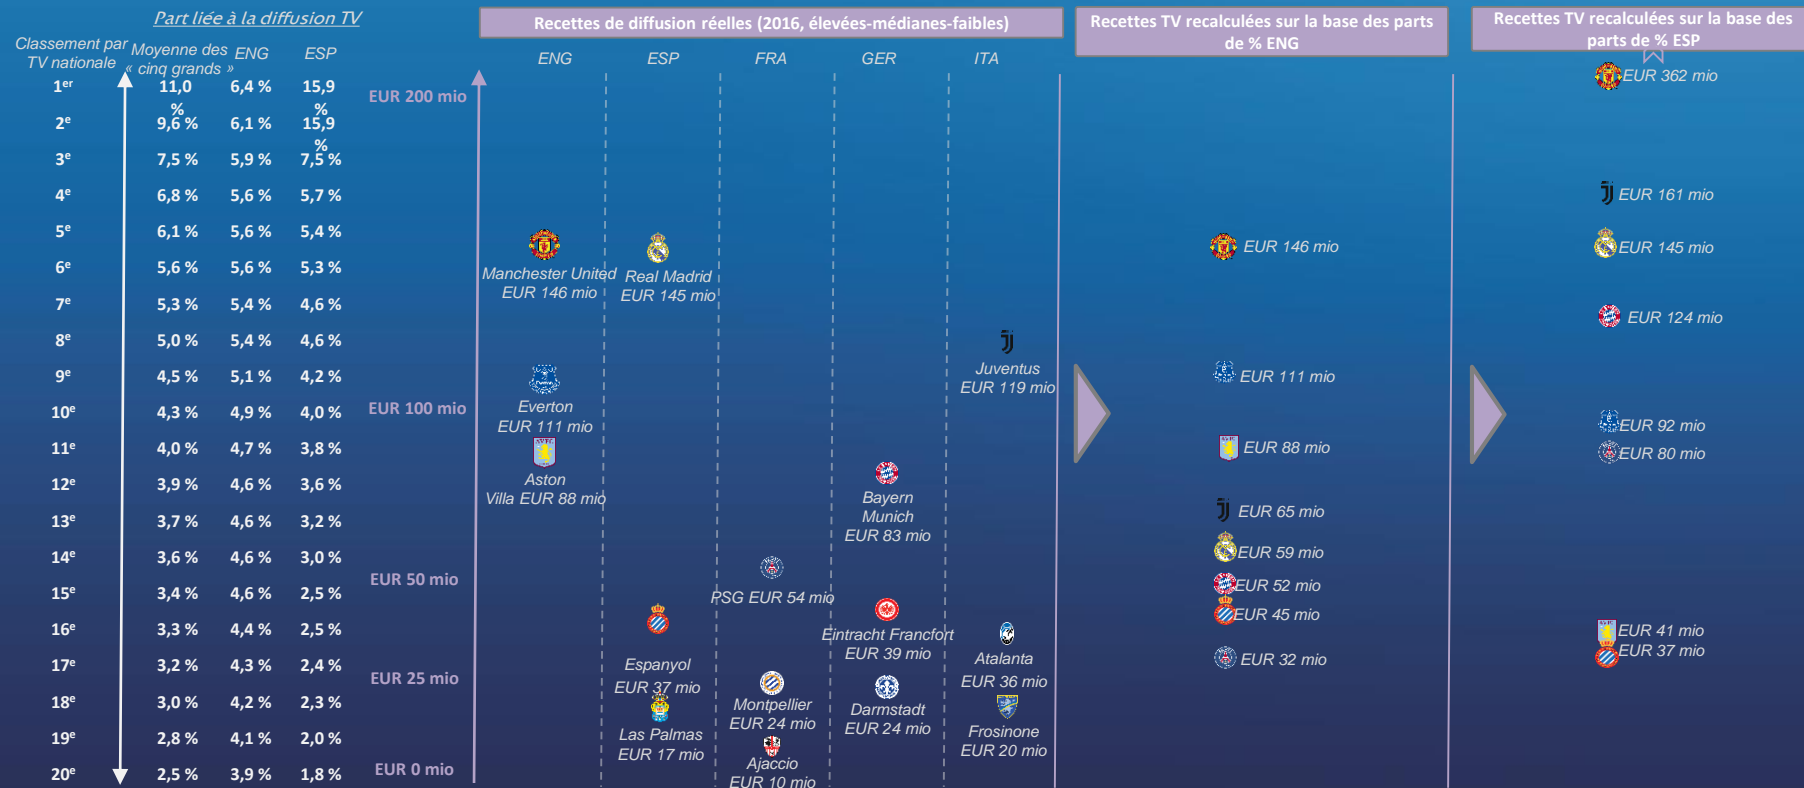 Part liée à la diffusion TV
Classement par
TV nationale
Moyenne des
« cinq grands »
ENG
ESP
1er 11,0 % 6,4 % 15,9 %
2e 9,6 % 6,1 % 15,9 %
3e 7,5 % 5,9 % 7,5 %
4e 6,8 % 5,6 % 5,7 %
5e 6,1 % 5,6 % 5,4 %
6e 5,6 % 5,6 % 5,3 %
7e 5,3 % 5,4 % 4,6 %
8e 5,0 % 5,4 % 4,6 %
9e 4,5 % 5,1 % 4,2 %
10e 4,3 % 4,9 % 4,0 %
11e 4,0 % 4,7 % 3,8 %
12e 3,9 % 4,6 % 3,6 %
13e 3,7 % 4,6 % 3,2 %
14e 3,6 % 4,6 % 3,0 %
15e 3,4 % 4,6 % 2,5 %
16e 3,3 % 4,4 % 2,5 %
17e 3,2 % 4,3 % 2,4 %
18e 3,0 % 4,2 % 2,3 %
19e 2,8 % 4,1 % 2,0 %
20e 2,5 % 3,9 % 1,8 %
EUR 200 mio
EUR 100 mio
EUR 50 mio
EUR 25 mio
EUR 0 mio
Recettes de diffusion réelles (2016, élevées-médianes-faibles)
ENG ESP FRA GER ITA
Manchester United
EUR 146 mio
Everton
EUR 111 mio
Aston
Villa EUR 88 mio
Real Madrid
EUR 145 mio
Espanyol
EUR 37 mio
Las Palmas
EUR 17 mio
PSG EUR 54 mio
Montpellier
EUR 24 mio
Ajaccio
EUR 10 mio
Bayern
Munich
EUR 83 mio
Eintracht Francfort
EUR 39 mio
Darmstadt
EUR 24 mio
Juventus
EUR 119 mio
Atalanta
EUR 36 mio
Frosinone
EUR 20 mio
Recettes TV recalculées sur la base des parts
de % ENG
EUR 146 mio
EUR 111 mio
EUR 88 mio
EUR 65 mio
EUR 59 mio
EUR 52 mio
EUR 45 mio
EUR 32 mio
Recettes TV recalculées sur la base des
parts de % ESP
EUR 362 mio
EUR 161 mio
EUR 145 mio
EUR 124 mio
EUR 92 mio
EUR 80 mio
EUR 41 mio
EUR 37 mio